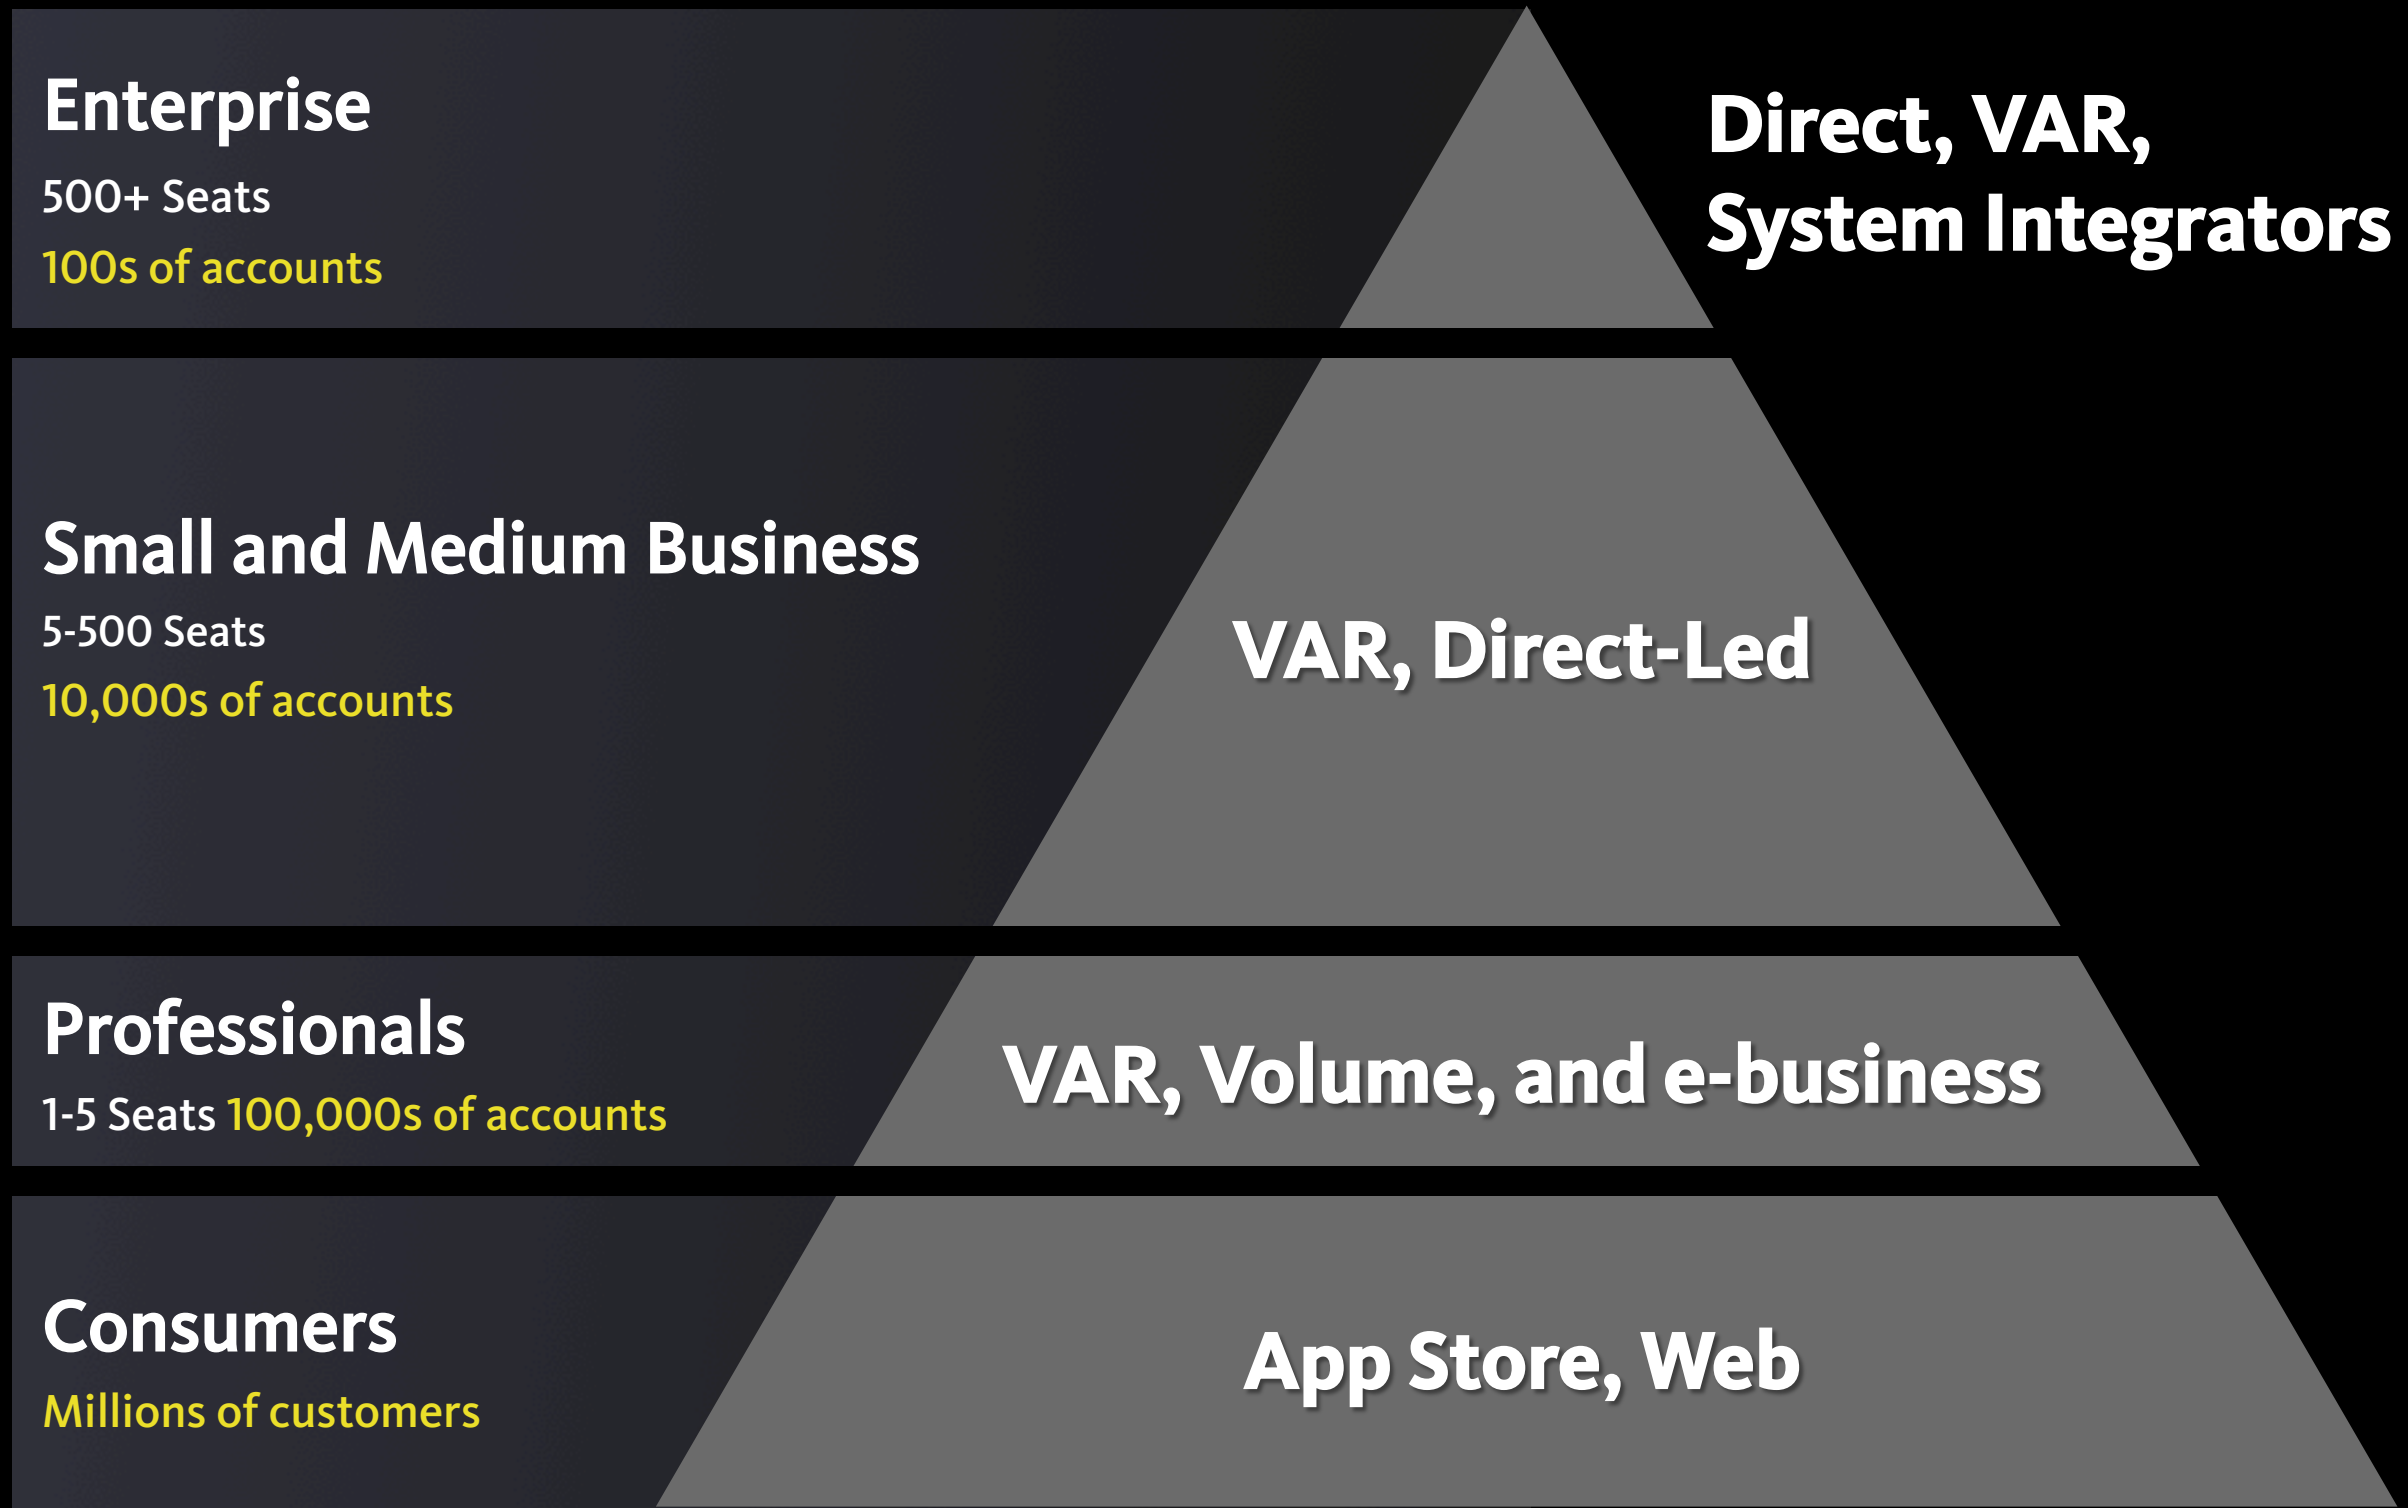 Enterprise
500+ Seats
100s of accounts
Direct, VAR,
System Integrators
Small and Medium Business
5-500 Seats
10,000s of accounts
VAR, Direct-Led
Professionals
1-5 Seats 100,000s of accounts
VAR, Volume, and e-business
Consumers
Millions of customers
App Store, Web